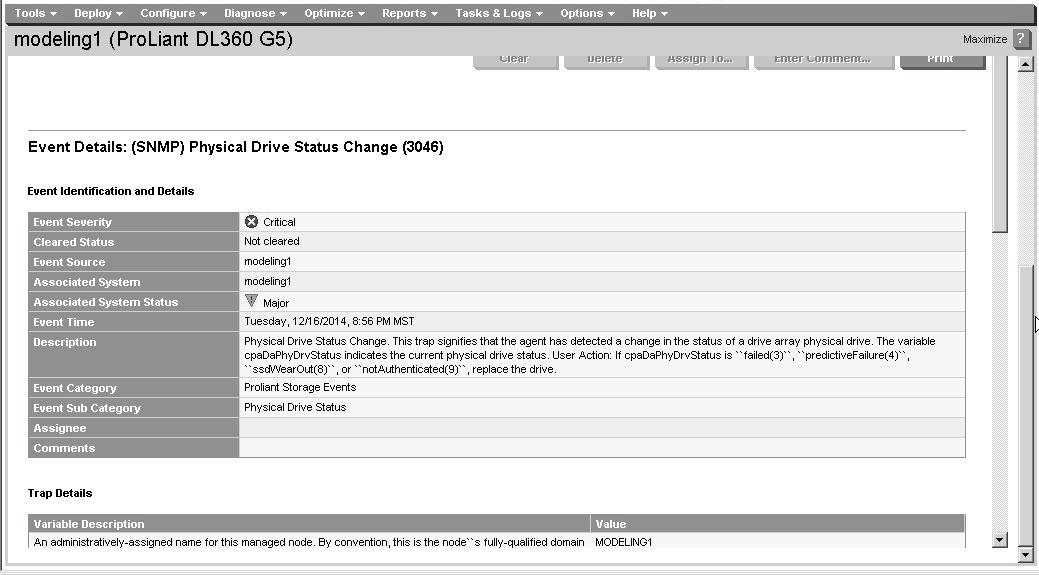 Tools Deploy Configure Diagnose Optimize Reports Tasks & Logs Options Help
modeling1 (ProLiant DL360 G5) Maximize ?
Clear Delete Assign To... Enter Comment... Print
Event Details: (SNMP) Physical Drive Status Change (3046)
Event Identification and Details
Event Severity Critical
Cleared Status Not cleared
Event Source modeling1
Associated System modeling1
Associated System Status Major
Event Time Tuesday, 12/16/2014, 8:56 PM MST
Description Physical Drive Status Change. This trap signifies that the agent has detected a change in the status of a drive array physical drive. The variable
cpaDaPhyDrvStatus indicates the current physical drive status. User Action: If cpaDaPhyDrvStatus is ``failed(3)``, ``predictiveFailure(4)``,
``ssdWearOut(8)``, or ``notAuthenticated(9)``, replace the drive.
Event Category Proliant Storage Events
Event Sub Category Physical Drive Status
Assignee
Comments
Trap Details
Variable Description Value
An administratively-assigned name for this managed node. By convention, this is the node``s fully-qualified domain MODELING1